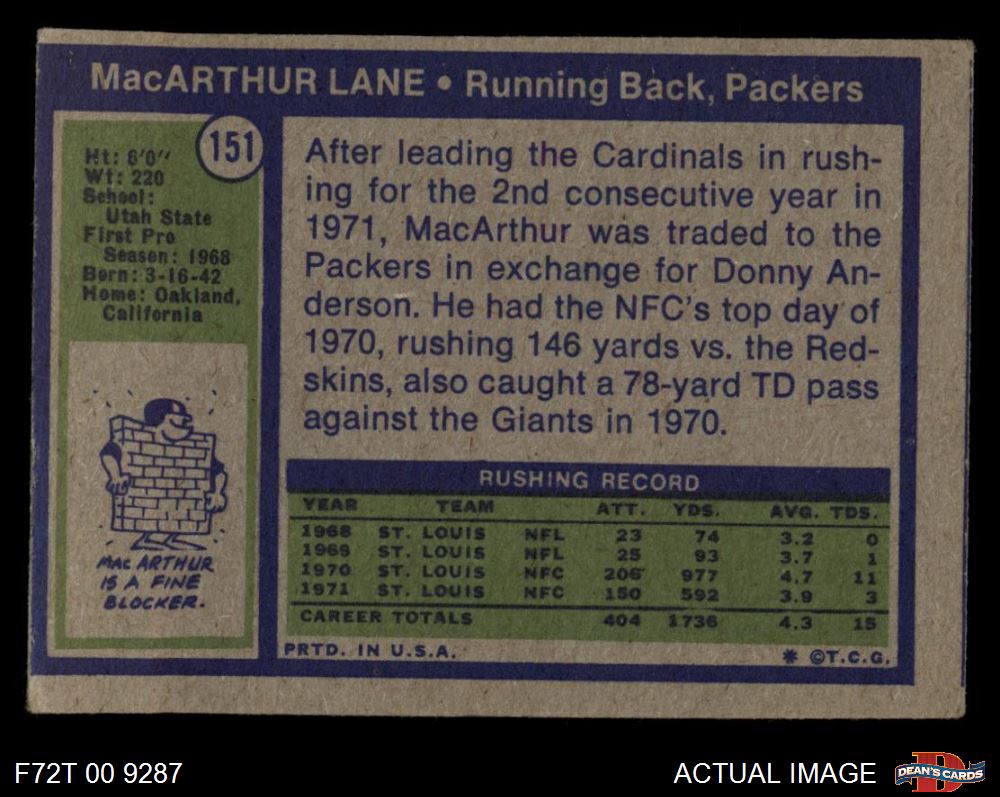 MacARTHUR LANE • Running Back, Packers
151
Ht: 6'0''
Wt: 220
School:
Utah State
First Pro
Season: 1968
Born: 3-16-42
Home: Oakland,
California
After leading the Cardinals in rush-
ing for the 2nd consecutive year in
1971, MacArthur was traded to the
Packers in exchange for Donny An-
derson. He had the NFC's top day of
1970, rushing 146 yards vs. the Red-
skins, also caught a 78-yard TD pass
against the Giants in 1970.
MAC ARTHUR
IS A FINE
BLOCKER.
RUSHING RECORD
YEAR TEAM ATT. YDS. AVG. TDS.
1968 ST. LOUIS NFL 23 74 3.2 0
1969 ST. LOUIS NFL 25 93 3.7 1
1970 ST. LOUIS NFC 206 977 4.7 11
1971 ST. LOUIS NFC 150 592 3.9 3
CAREER TOTALS 404 1736 4.3 15
PRTD. IN U.S.A. * ©T.C.G.
F72T 00 9287
ACTUAL IMAGE
DEAN'S CARDS